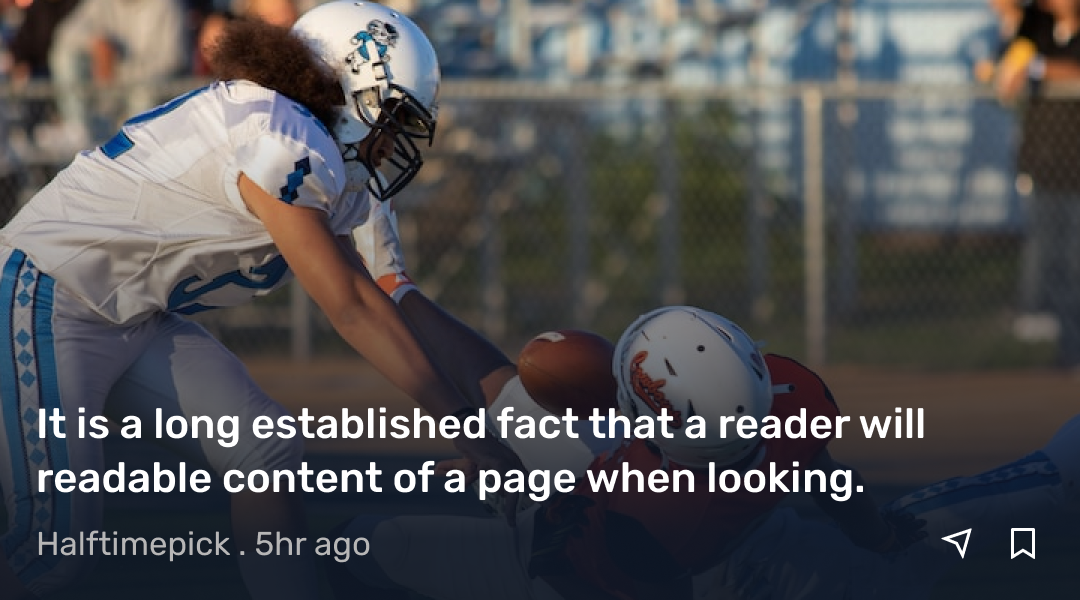 It is a long established fact that a reader will
readable content of a page when looking.
Halftimepick . 5hr ago